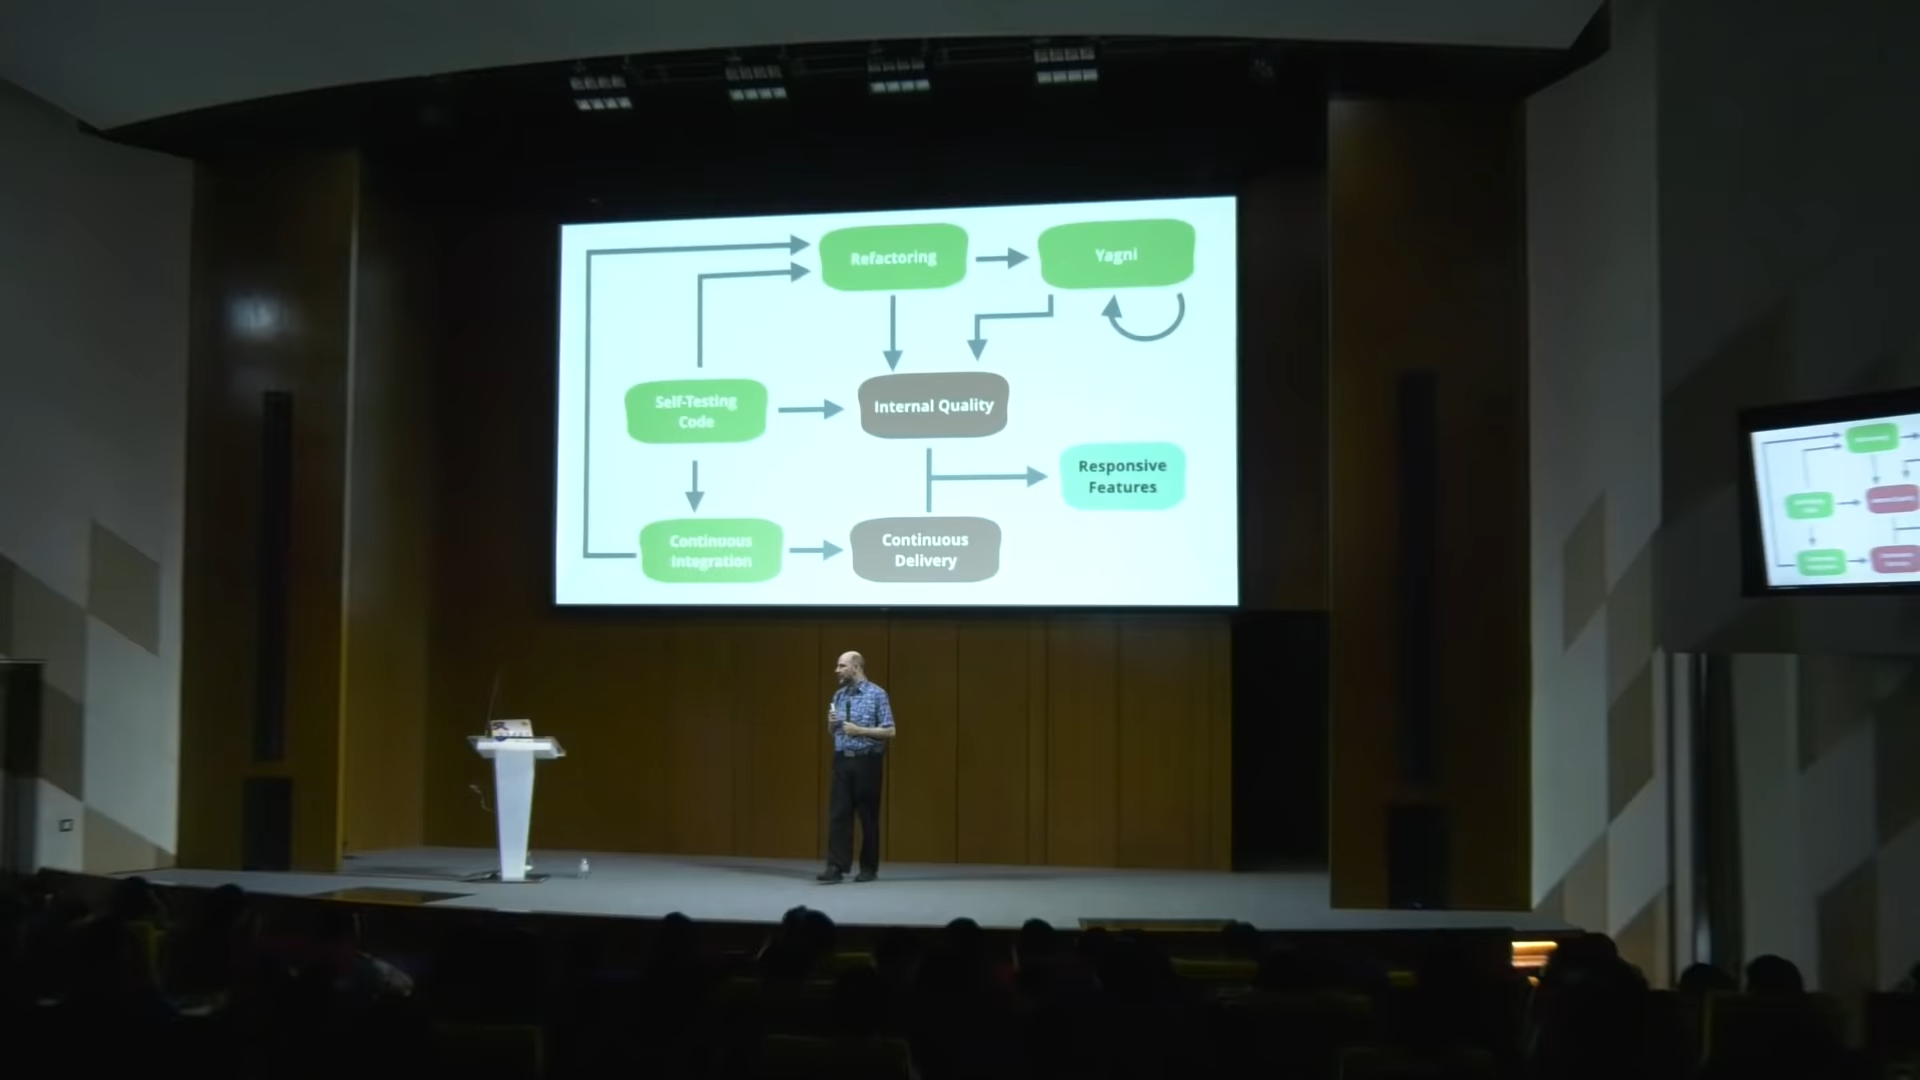 Refactoring
Yagni
Self-Testing
Code
Internal Quality
Responsive
Features
Continuous
Integration
Continuous
Delivery